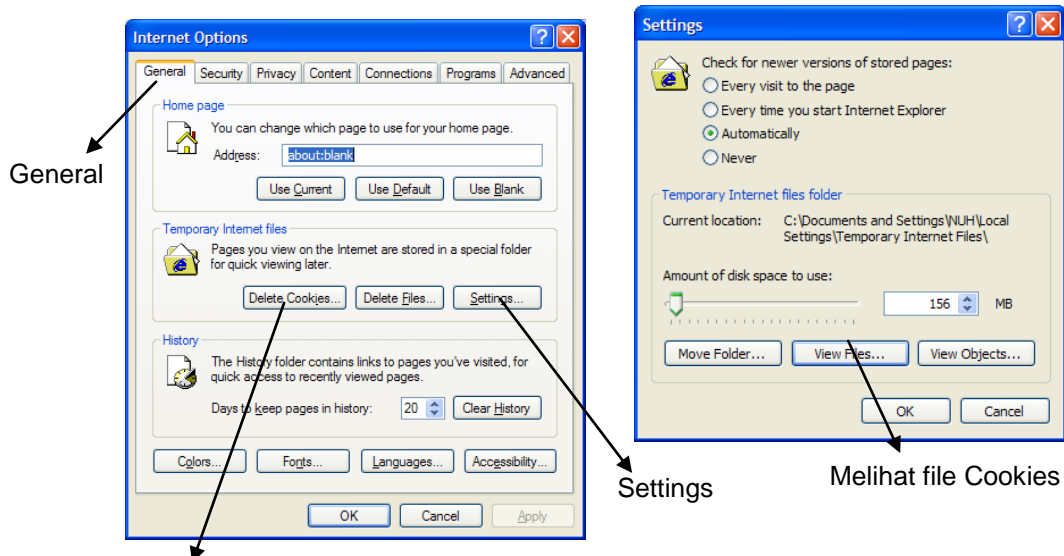 Internet Options
General Security Privacy Content Connections Programs Advanced
Home page
You can change which page to use for your home page.
Address: about:blank
Use Current Use Default Use Blank
Temporary Internet files
Pages you view on the Internet are stored in a special folder
for quick viewing later.
Delete Cookies... Delete Files... Settings...
History
The History folder contains links to pages you've visited, for
quick access to recently viewed pages.
Days to keep pages in history: 20 Clear History
Colors... Fonts... Languages... Accessibility...
OK Cancel Apply
General
Settings
Settings
Check for newer versions of stored pages:
Every visit to the page
Every time you start Internet Explorer
Automatically
Never
Temporary Internet files folder
Current location: C:\Documents and Settings\NUH\Local
Settings\Temporary Internet Files\
Amount of disk space to use:
156 MB
Move Folder... View Files... View Objects...
OK Cancel
Melihat file Cookies